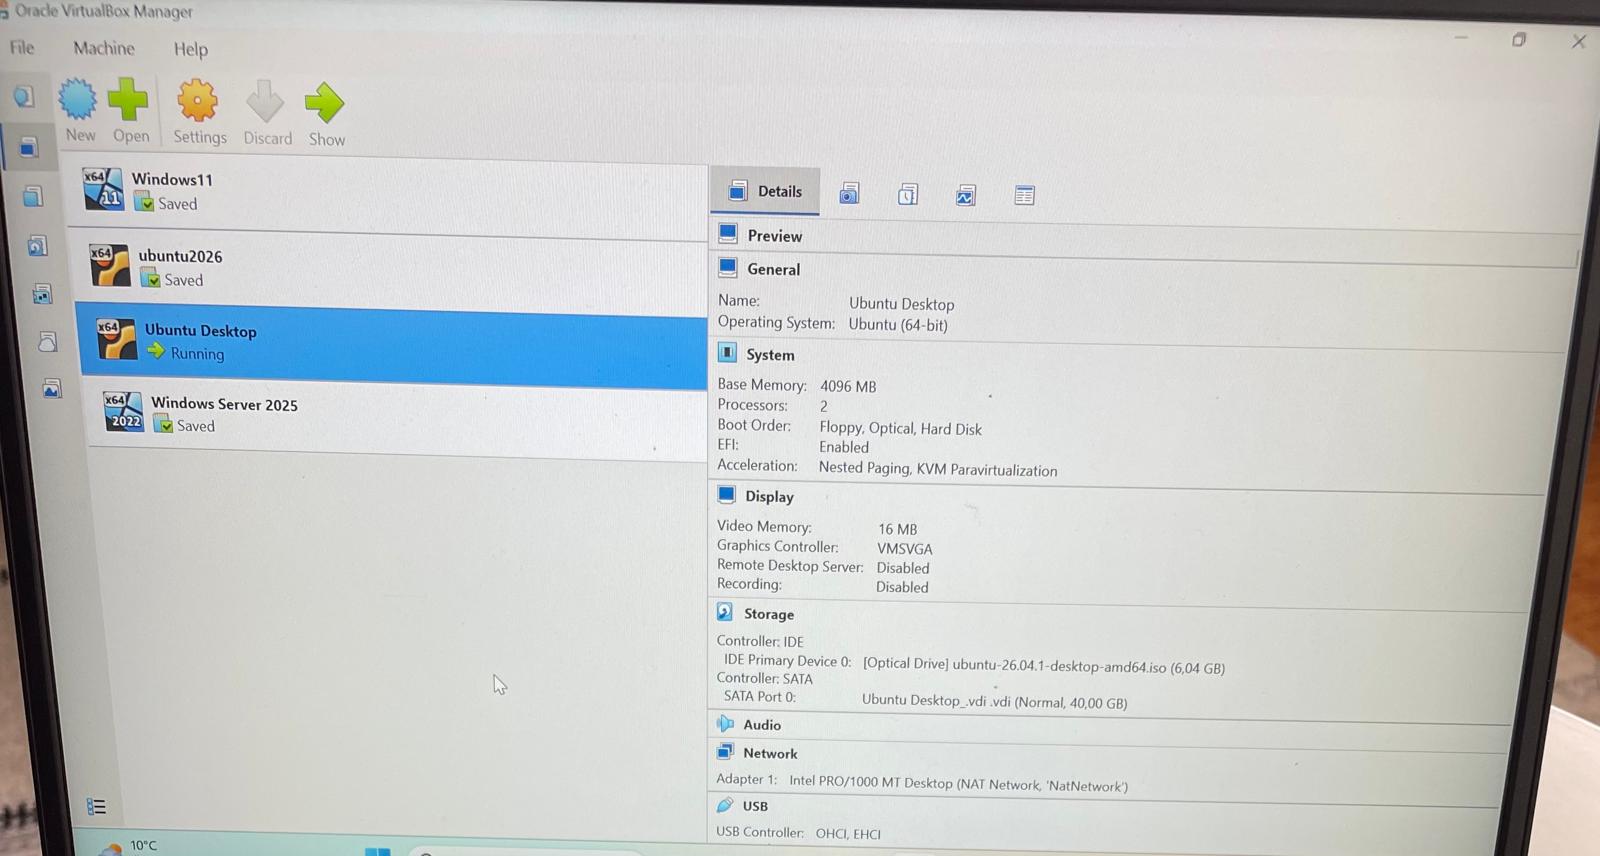 Oracle VirtualBox Manager
File Machine Help
New Open Settings Discard Show
x64 11 Windows11
Saved
x64 ubuntu2026
Saved
x64 Ubuntu Desktop
Running
x64 2022 Windows Server 2025
Saved
Details
Preview
General
Name: Ubuntu Desktop
Operating System: Ubuntu (64-bit)
System
Base Memory: 4096 MB
Processors: 2
Boot Order: Floppy, Optical, Hard Disk
EFI: Enabled
Acceleration: Nested Paging, KVM Paravirtualization
Display
Video Memory: 16 MB
Graphics Controller: VMSVGA
Remote Desktop Server: Disabled
Recording: Disabled
Storage
Controller: IDE
IDE Primary Device 0: [Optical Drive] ubuntu-26.04.1-desktop-amd64.iso (6,04 GB)
Controller: SATA
SATA Port 0: Ubuntu Desktop_.vdi .vdi (Normal, 40,00 GB)
Audio
Network
Adapter 1: Intel PRO/1000 MT Desktop (NAT Network, 'NatNetwork')
USB
USB Controller: OHCI, EHCI
10°C